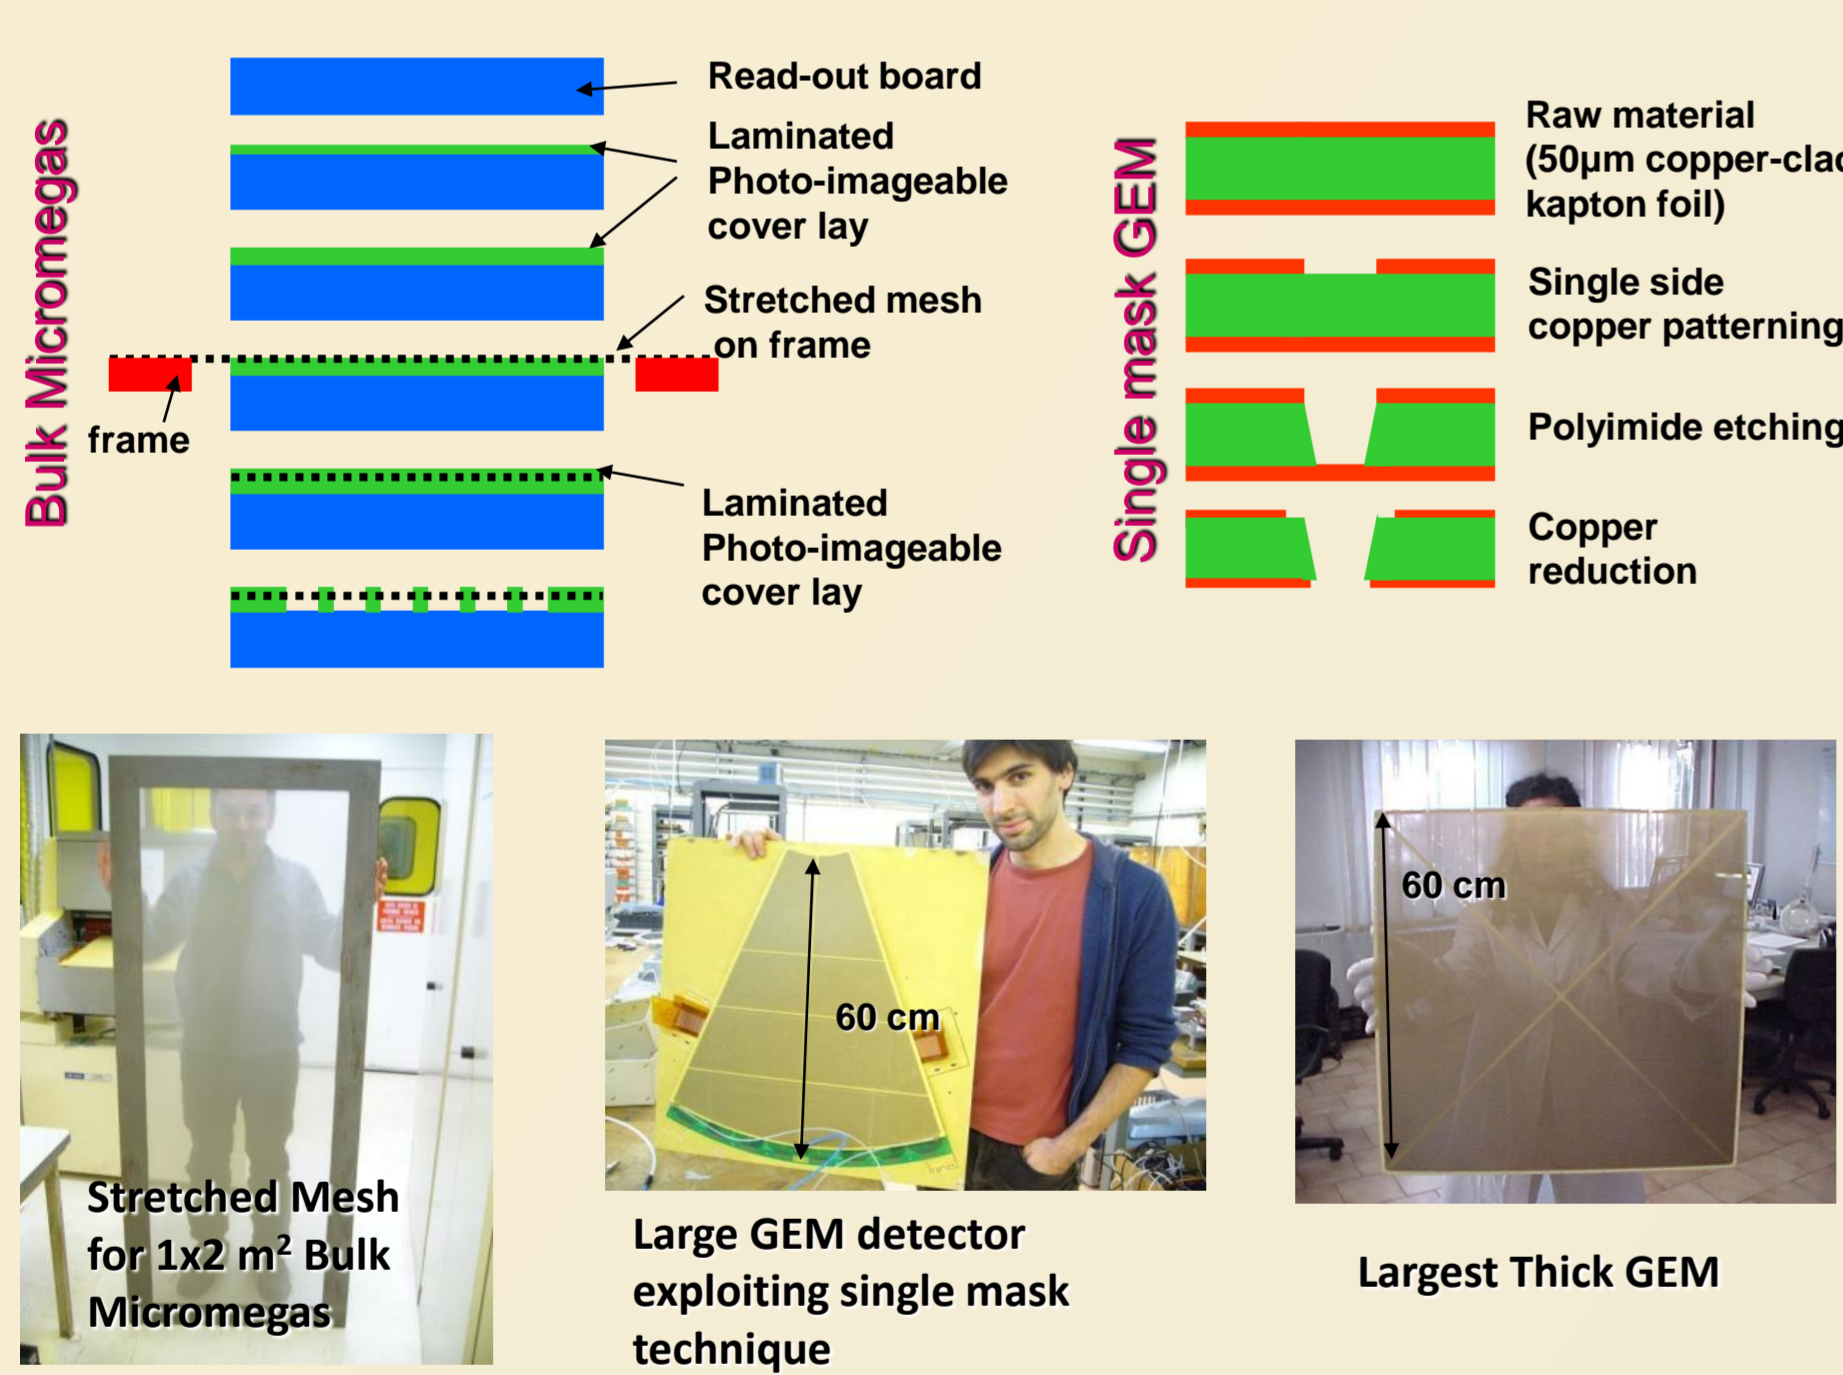 Bulk Micromegas
Read-out board
Laminated
Photo-imageable
cover lay
Stretched mesh
on frame
frame
Laminated
Photo-imageable
cover lay
Single mask GEM
Raw material
(50μm copper-clad
kapton foil)
Single side
copper patterning
Polyimide etching
Copper
reduction
Stretched Mesh
for 1x2 m² Bulk
Micromegas
60 cm
Large GEM detector
exploiting single mask
technique
60 cm
Largest Thick GEM